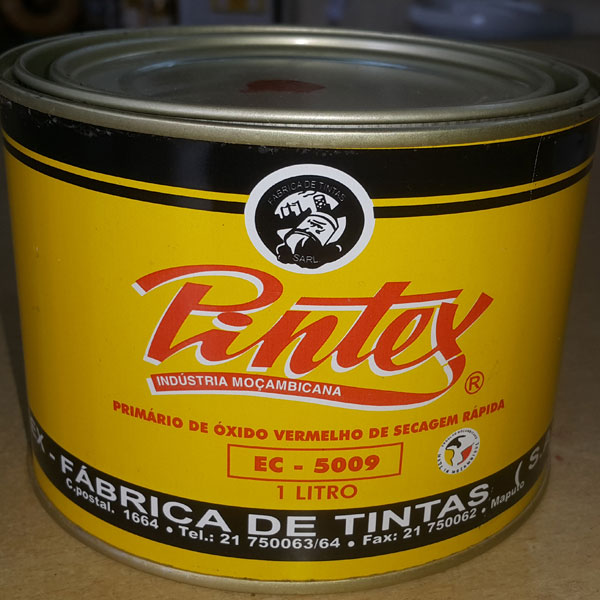 FÁBRICA DE TINTAS
SARL
Pintex
INDÚSTRIA MOÇAMBICANA
®
PRIMÁRIO DE ÓXIDO VERMELHO DE SECAGEM RÁPIDA
EC - 5009
1 LITRO
EX - FÁBRICA DE TINTAS (S.
C.postal. 1664 • Tel.: 21 750063/64 • Fax: 21 750062 • Maputo